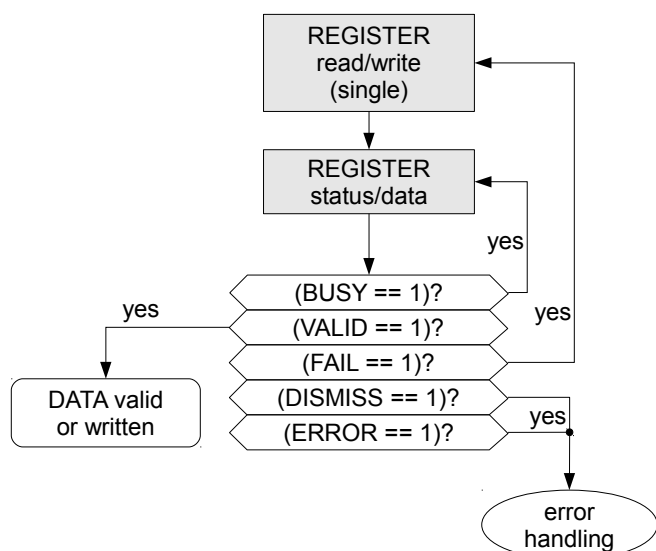 REGISTER
read/write
(single)
REGISTER
status/data
yes
(BUSY == 1)?
yes
(VALID == 1)?
yes
(FAIL == 1)?
DATA valid
or written
(DISMISS == 1)?
yes
(ERROR == 1)?
error
handling